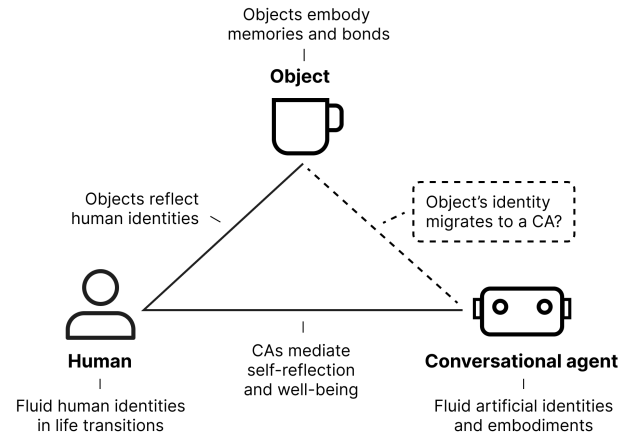 Objects embody
memories and bonds
Object
Objects reflect
human identities
Object's identity
migrates to a CA?
Human
Fluid human identities
in life transitions
CAs mediate
self-reflection
and well-being
Conversational agent
Fluid artificial identities
and embodiments